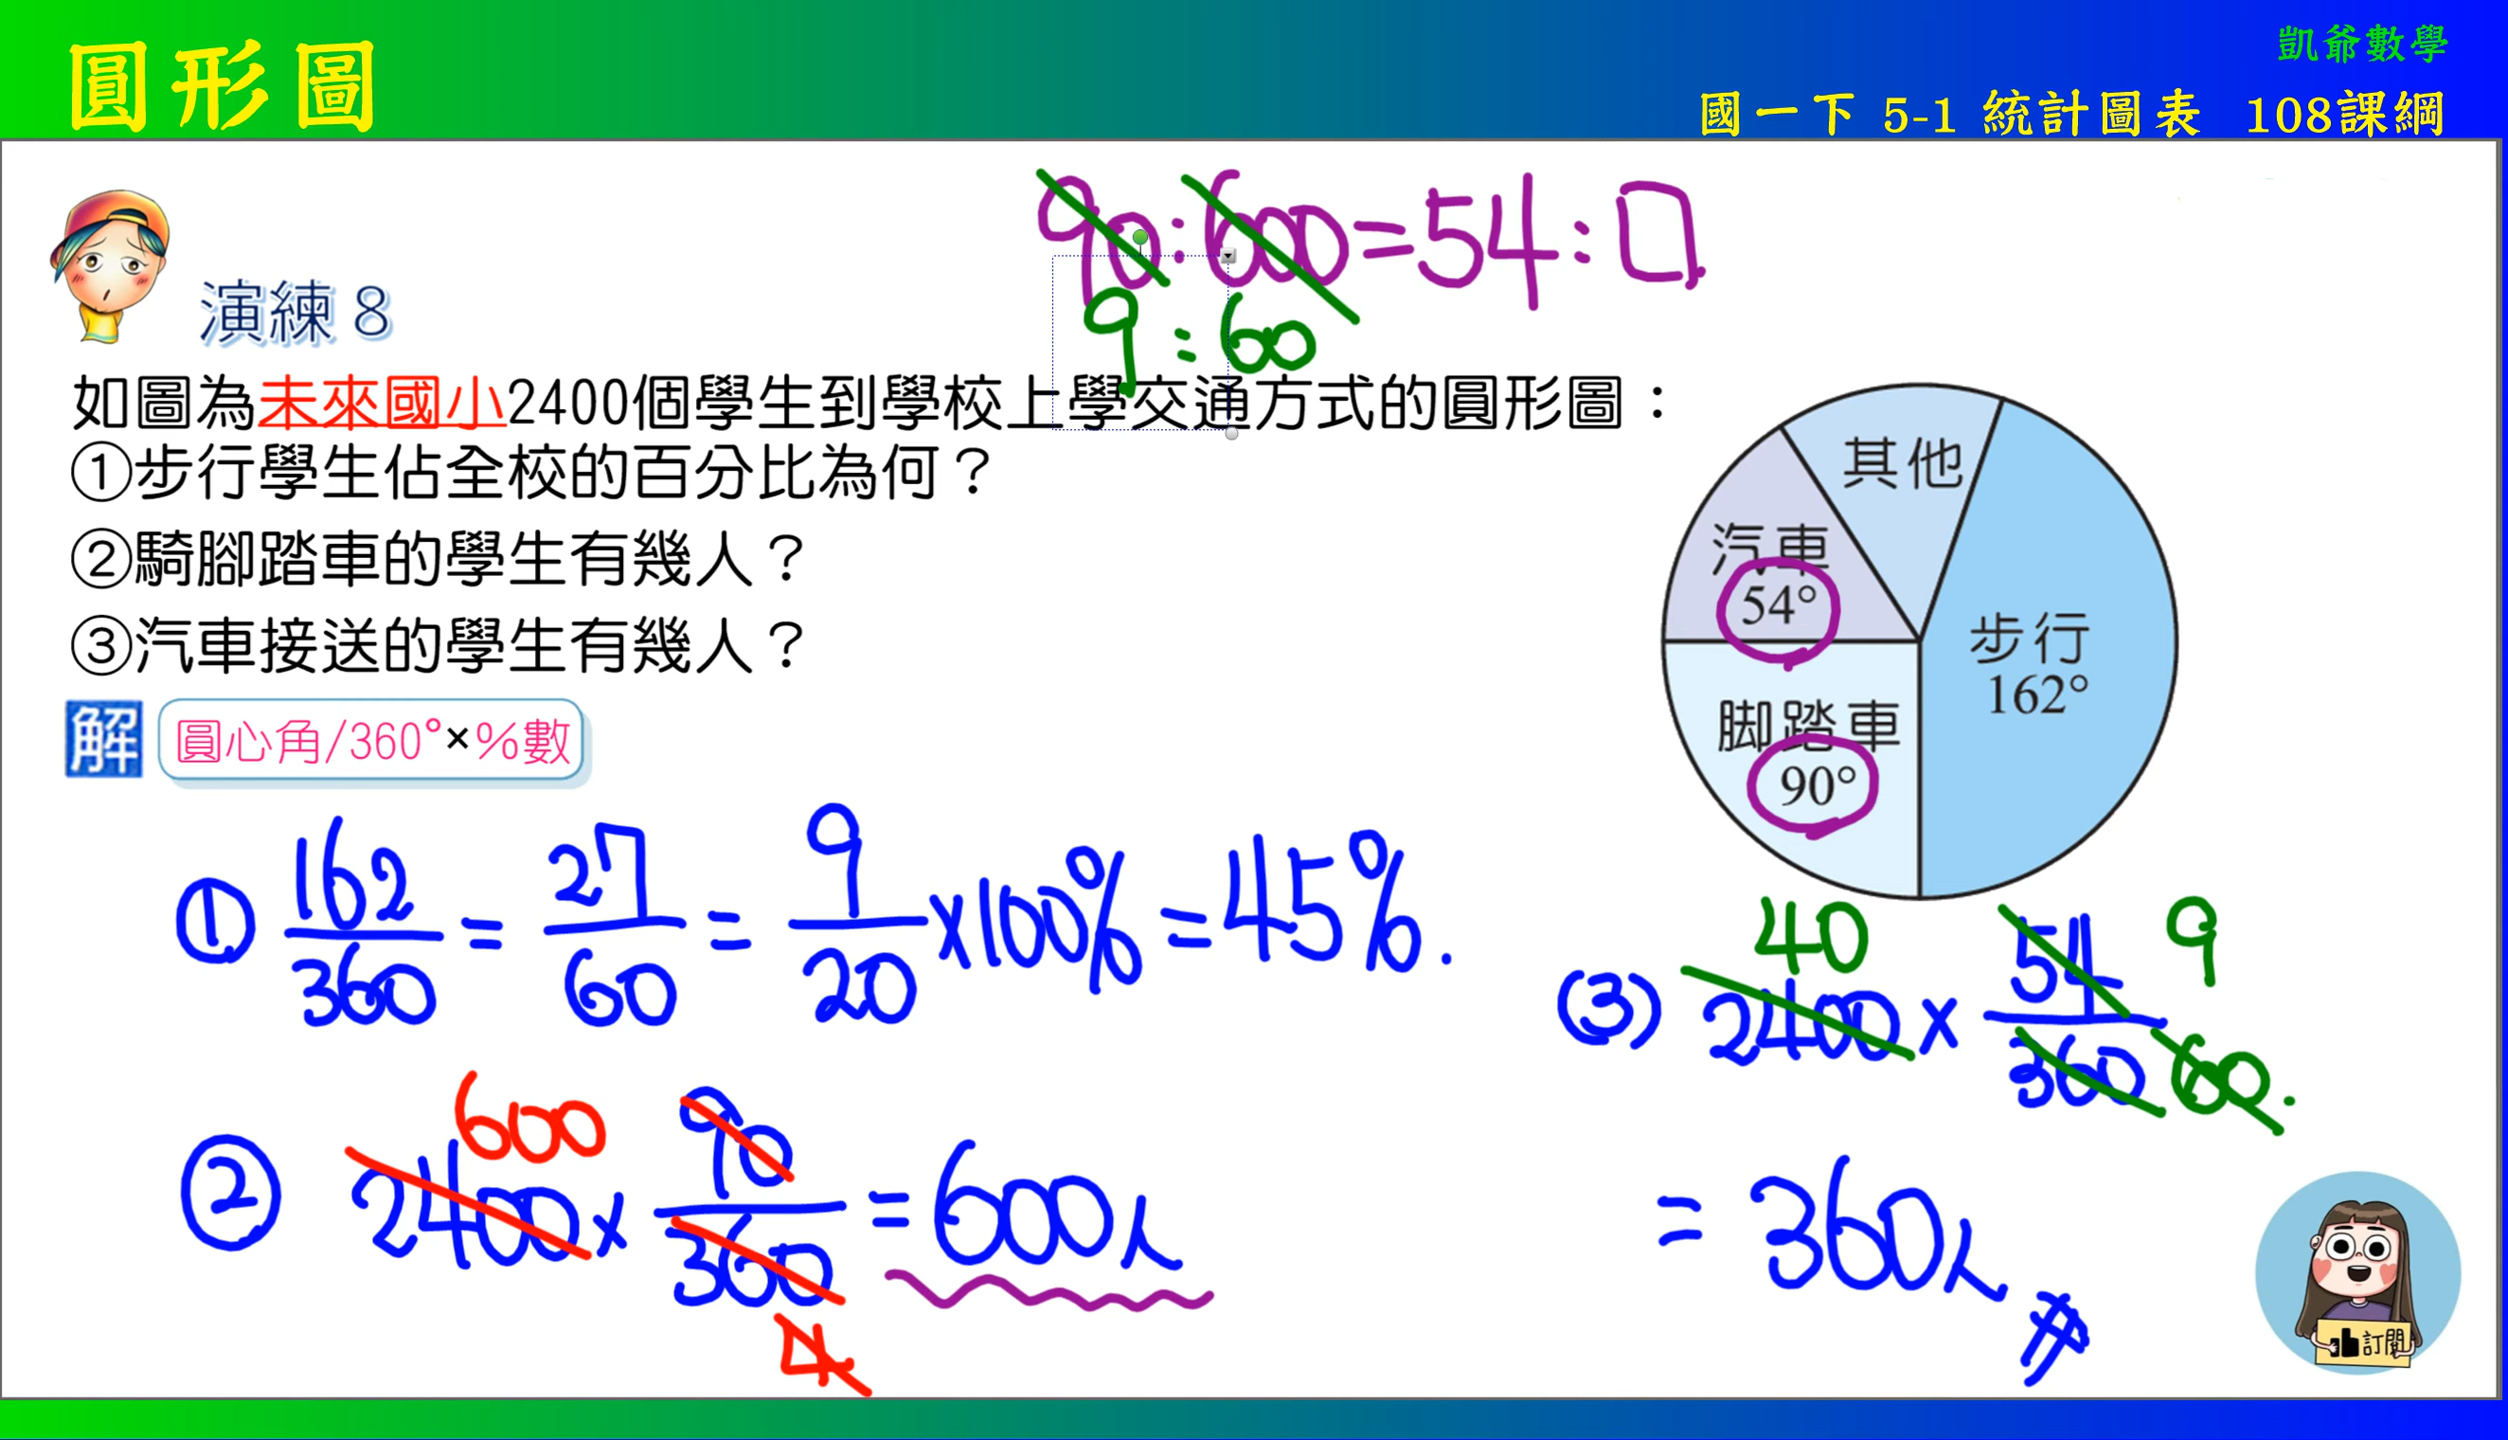 圓形圖
凱爺數學
國一下 5-1 統計圖表 108課綱
90:600=54:□
9:60
演練8
如圖為未來國小2400個學生到學校上學交通方式的圓形圖：
①步行學生佔全校的百分比為何？
②騎腳踏車的學生有幾人？
③汽車接送的學生有幾人？
其他
汽車
54°
步行
162°
脚踏車
90°
解 圓心角/360°×%數
① 162/360 = 27/60 = 9/20 ×100% = 45%.
② 2400 × 90/360 = 600人
600
4
(3) 2400 × 54/360
40
9
60
= 360人 #
訂閱